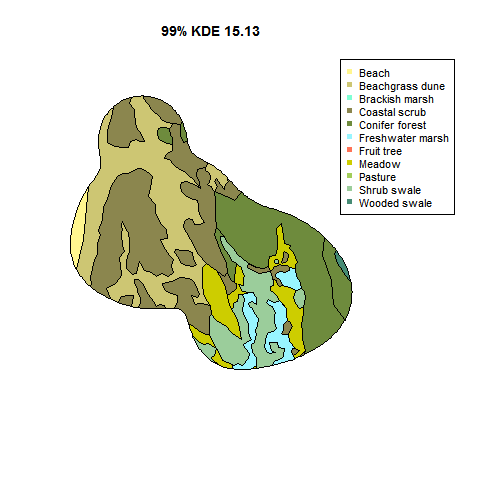 99% KDE 15.13
Beach
Beachgrass dune
Brackish marsh
Coastal scrub
Conifer forest
Freshwater marsh
Fruit tree
Meadow
Pasture
Shrub swale
Wooded swale